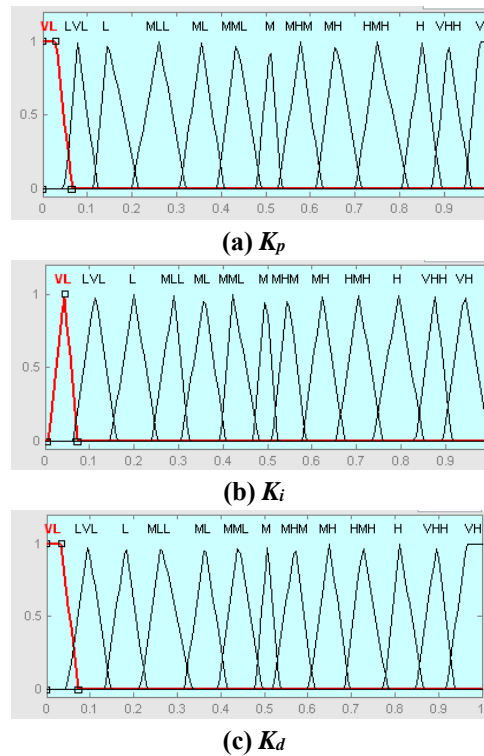 VL LVL L MLL ML MML M MHM MH HMH H VHH V
1
0.5
0
0 0.1 0.2 0.3 0.4 0.5 0.6 0.7 0.8 0.9
(a) Kp
VL LVL L MLL ML MML M MHM MH HMH H VHH VH
1
0.5
0
0 0.1 0.2 0.3 0.4 0.5 0.6 0.7 0.8 0.9
(b) Ki
VL LVL L MLL ML MML M MHM MH HMH H VHH VH
1
0.5
0
0 0.1 0.2 0.3 0.4 0.5 0.6 0.7 0.8 0.9 1
(c) Kd